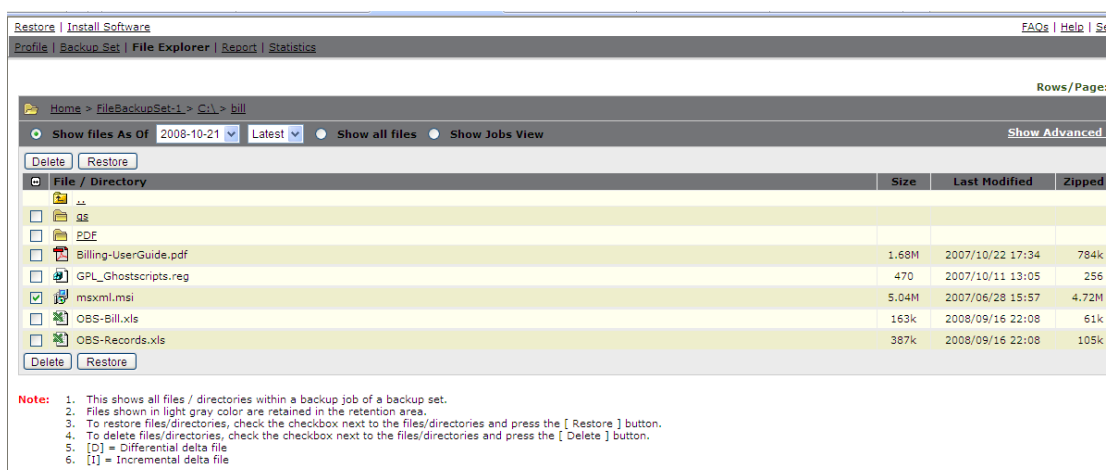 Restore | Install Software FAQs | Help |
Profile | Backup Set | File Explorer | Report | Statistics
Rows/Page:
Home > FileBackupSet-1 > C:\ > bill
Show files As Of 2008-10-21 Latest Show all files Show Jobs View Show Advanced
Delete Restore
File / Directory Size Last Modified Zipped
..
gs
PDF
Billing-UserGuide.pdf 1.68M 2007/10/22 17:34 784k
GPL_Ghostscripts.reg 470 2007/10/11 13:05 256
msxml.msi 5.04M 2007/06/28 15:57 4.72M
OBS-Bill.xls 163k 2008/09/16 22:08 61k
OBS-Records.xls 387k 2008/09/16 22:08 105k
Delete Restore
Note: 1. This shows all files / directories within a backup job of a backup set.
2. Files shown in light gray color are retained in the retention area.
3. To restore files/directories, check the checkbox next to the files/directories and press the [ Restore ] button.
4. To delete files/directories, check the checkbox next to the files/directories and press the [ Delete ] button.
5. [D] = Differential delta file
6. [I] = Incremental delta file